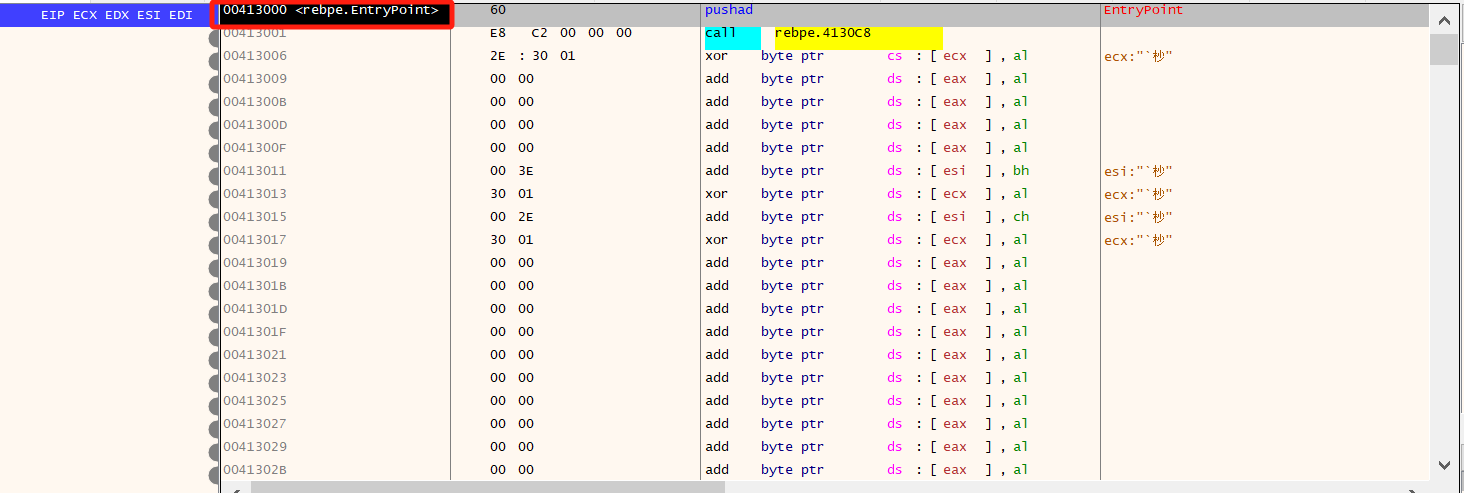 EIP ECX EDX ESI EDI 00413000 <rebpe.EntryPoint> 60 pushad EntryPoint
00413001 E8 C2 00 00 00 call rebpe.4130C8
00413006 2E : 30 01 xor byte ptr cs : [ ecx ] , al ecx:"`秒"
00413009 00 00 add byte ptr ds : [ eax ] , al
0041300B 00 00 add byte ptr ds : [ eax ] , al
0041300D 00 00 add byte ptr ds : [ eax ] , al
0041300F 00 00 add byte ptr ds : [ eax ] , al
00413011 00 3E add byte ptr ds : [ esi ] , bh esi:"`秒"
00413013 30 01 xor byte ptr ds : [ ecx ] , al ecx:"`秒"
00413015 00 2E add byte ptr ds : [ esi ] , ch esi:"`秒"
00413017 30 01 xor byte ptr ds : [ ecx ] , al ecx:"`秒"
00413019 00 00 add byte ptr ds : [ eax ] , al
0041301B 00 00 add byte ptr ds : [ eax ] , al
0041301D 00 00 add byte ptr ds : [ eax ] , al
0041301F 00 00 add byte ptr ds : [ eax ] , al
00413021 00 00 add byte ptr ds : [ eax ] , al
00413023 00 00 add byte ptr ds : [ eax ] , al
00413025 00 00 add byte ptr ds : [ eax ] , al
00413027 00 00 add byte ptr ds : [ eax ] , al
00413029 00 00 add byte ptr ds : [ eax ] , al
0041302B 00 00 add byte ptr ds : [ eax ] , al